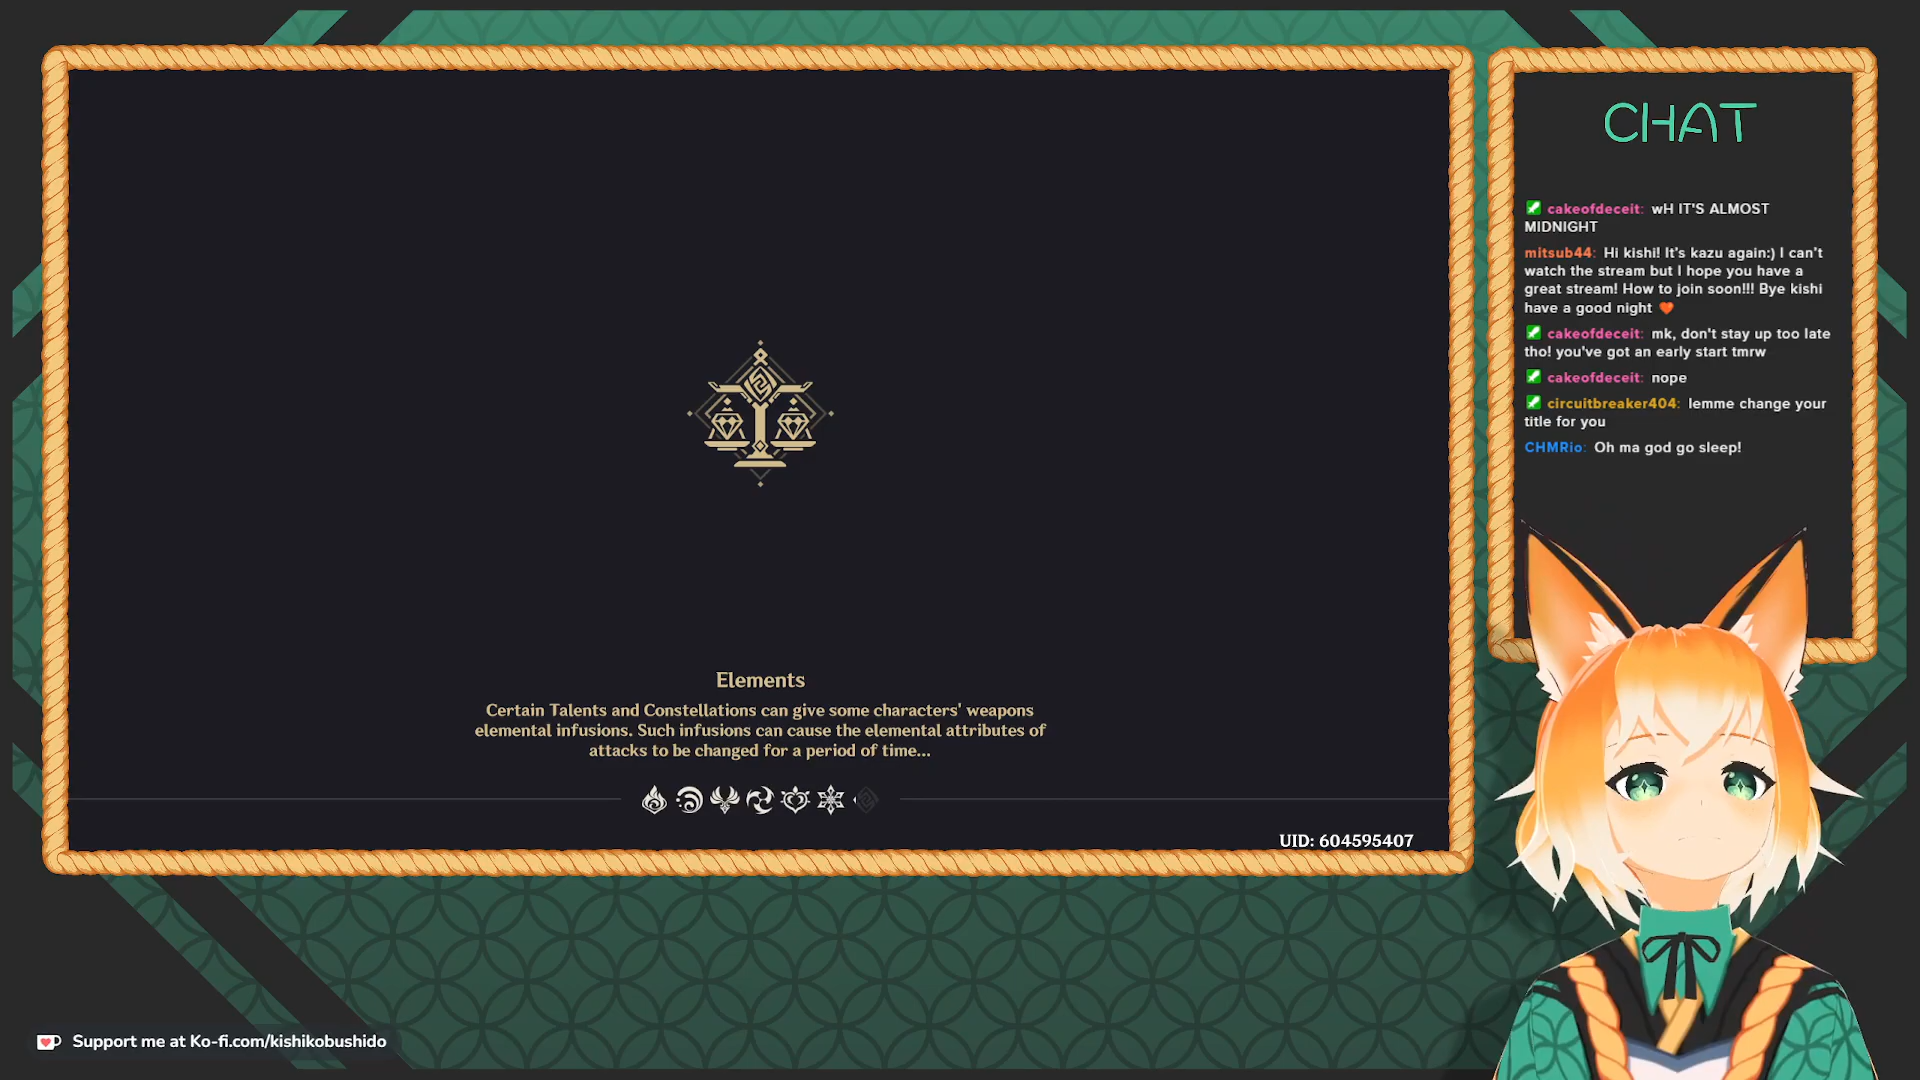 CHAT
cakeofdeceit: wH IT'S ALMOST
MIDNIGHT
mitsub44: Hi kishi! It's kazu again:) I can't
watch the stream but I hope you have a
great stream! How to join soon!!! Bye kishi
have a good night
cakeofdeceit: mk, don't stay up too late
tho! you've got an early start tmrw
cakeofdeceit: nope
circuitbreaker404: lemme change your
title for you
CHMRio: Oh ma god go sleep!
Elements
Certain Talents and Constellations can give some characters' weapons
elemental infusions. Such infusions can cause the elemental attributes of
attacks to be changed for a period of time...
UID: 604595407
Support me at Ko-fi.com/kishikobushido